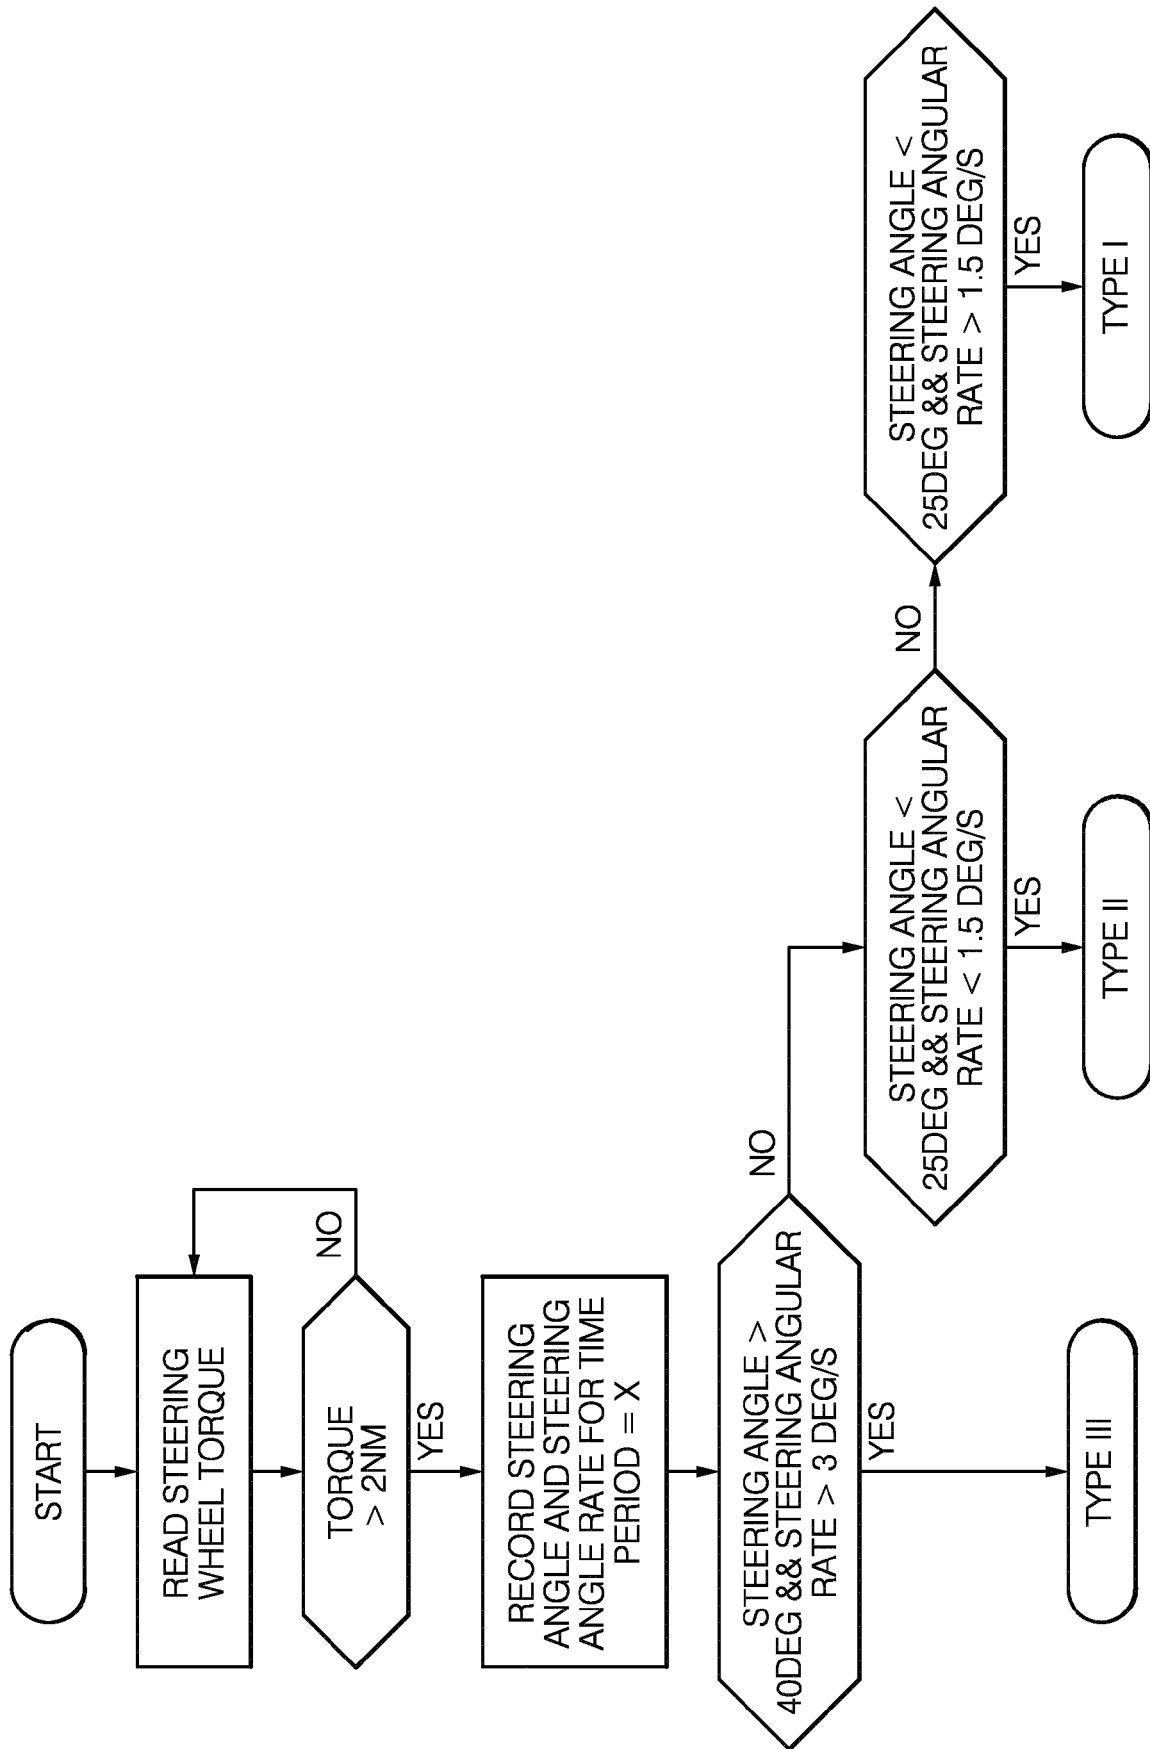 START
READ STEERING
WHEEL TORQUE
TORQUE
> 2NM
NO
YES
RECORD STEERING
ANGLE AND STEERING
ANGLE RATE FOR TIME
PERIOD = X
STEERING ANGLE >
40DEG && STEERING ANGULAR
RATE > 3 DEG/S
NO
YES
TYPE III
STEERING ANGLE <
25DEG && STEERING ANGULAR
RATE < 1.5 DEG/S
NO
YES
TYPE II
STEERING ANGLE <
25DEG && STEERING ANGULAR
RATE > 1.5 DEG/S
YES
TYPE I